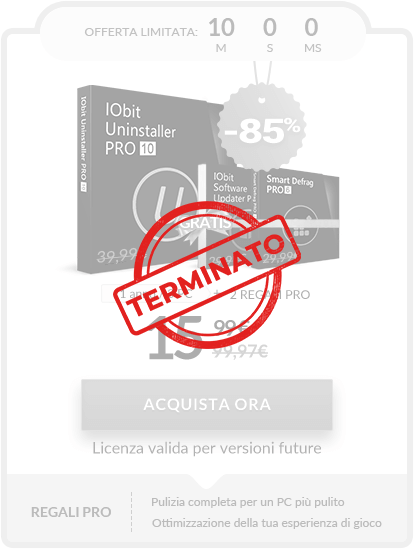 OFFERTA LIMITATA: 10 0 0
M S MS
-85%
IObit
Uninstaller
PRO 10
IObit Uninstaller PRO 10
IObit
Software
Updater
Smart Defrag
PRO 6
GRATIS
39,99
29,99
TERMINATO
1
+ 2 REGALI PRO
15 99€
99,97€
ACQUISTA ORA
Licenza valida per versioni future
REGALI PRO
Pulizia completa per un PC più pulito
Ottimizzazione della tua esperienza di gioco